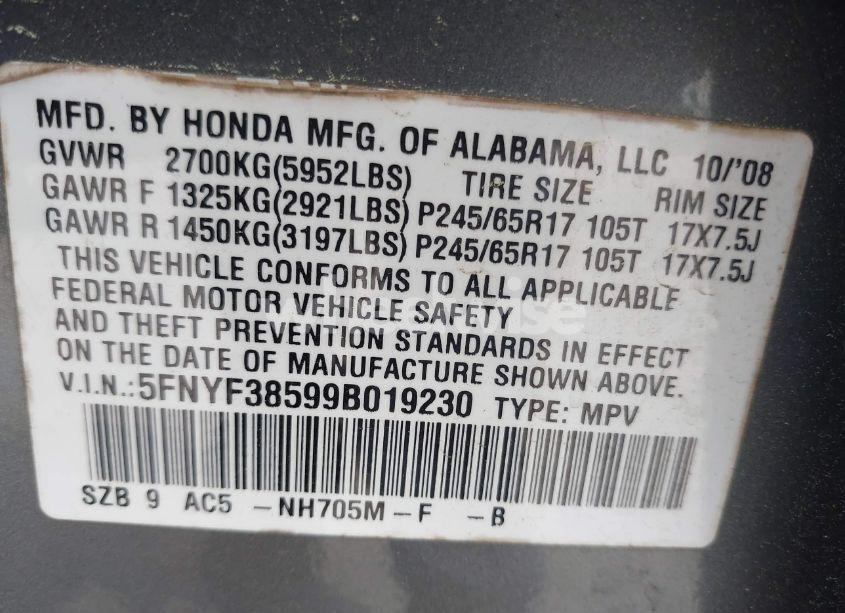 MFD. BY HONDA MFG. OF ALABAMA, LLC 10/'08
GVWR 2700KG(5952LBS) TIRE SIZE RIM SIZE
GAWR F 1325KG(2921LBS) P245/65R17 105T 17X7.5J
GAWR R 1450KG(3197LBS) P245/65R17 105T 17X7.5J
THIS VEHICLE CONFORMS TO ALL APPLICABLE
FEDERAL MOTOR VEHICLE SAFETY
AND THEFT PREVENTION STANDARDS IN EFFECT
ON THE DATE OF MANUFACTURE SHOWN ABOVE.
V.I.N.:5FNYF38599B019230 TYPE: MPV
SZB 9 AC5 -NH705M-F -B